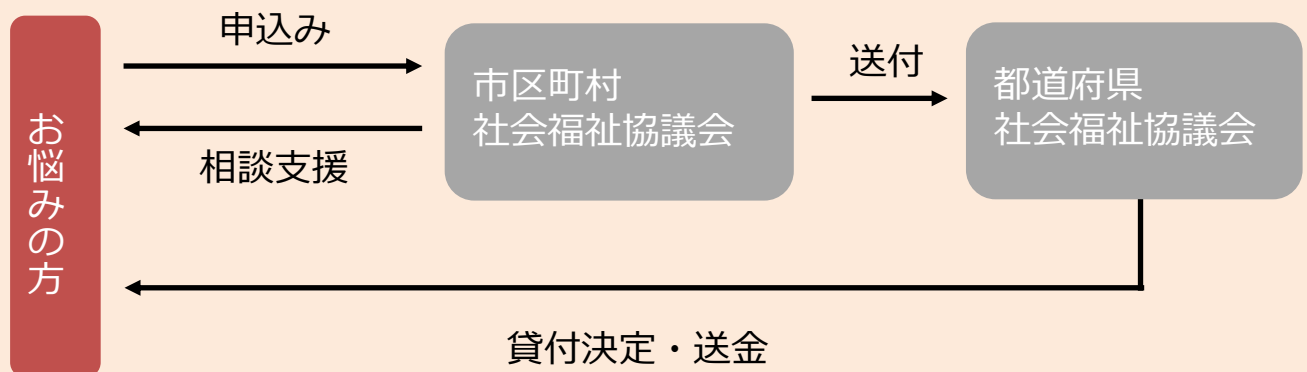 お悩みの方
申込み
相談支援
市区町村
社会福祉協議会
送付
都道府県
社会福祉協議会
貸付決定・送金